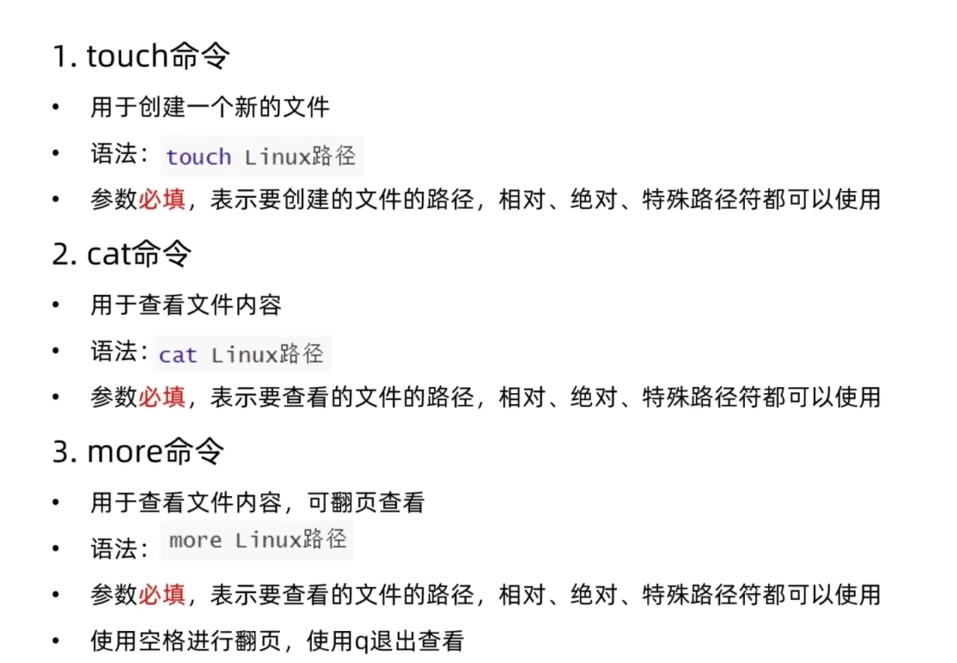 1. touch命令
• 用于创建一个新的文件
• 语法：touch Linux路径
• 参数必填，表示要创建的文件的路径，相对、绝对、特殊路径符都可以使用
2. cat命令
• 用于查看文件内容
• 语法：cat Linux路径
• 参数必填，表示要查看的文件的路径，相对、绝对、特殊路径符都可以使用
3. more命令
• 用于查看文件内容，可翻页查看
• 语法：more Linux路径
• 参数必填，表示要查看的文件的路径，相对、绝对、特殊路径符都可以使用
• 使用空格进行翻页，使用q退出查看